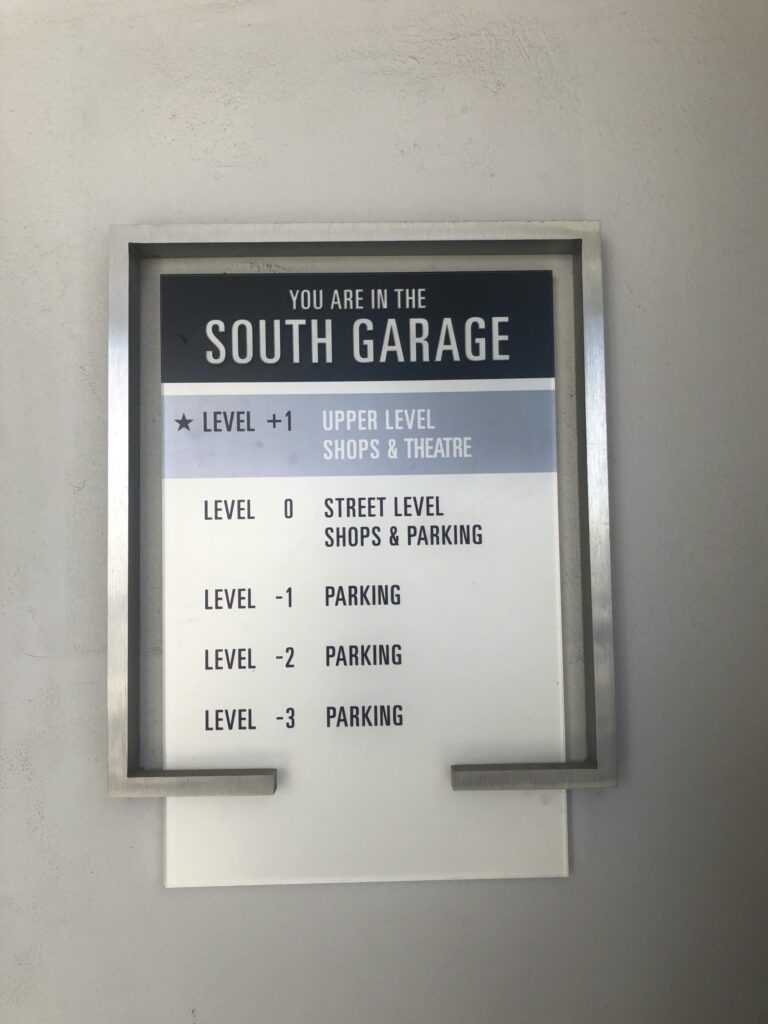 YOU ARE IN THE
SOUTH GARAGE
★ LEVEL +1 UPPER LEVEL
SHOPS & THEATRE
LEVEL 0 STREET LEVEL
SHOPS & PARKING
LEVEL -1 PARKING
LEVEL -2 PARKING
LEVEL -3 PARKING